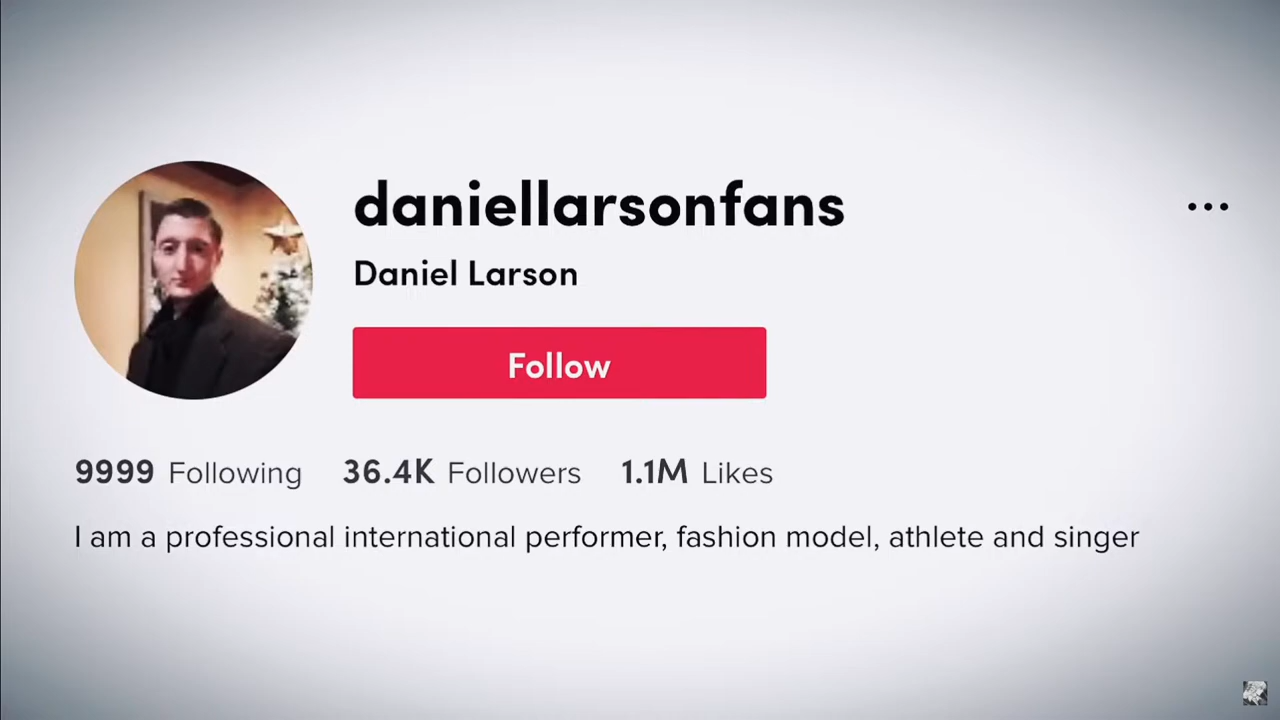 daniellarsonfans
Daniel Larson
Follow
9999 Following 36.4K Followers 1.1M Likes
I am a professional international performer, fashion model, athlete and singer